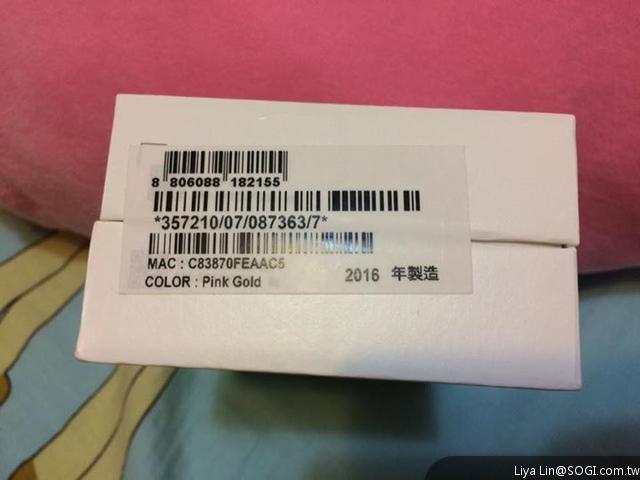 8 806088 182155
*357210/07/087363/7*
MAC : C83870FEAAC5
COLOR : Pink Gold
2016 年製造
Liya Lin@SOGI.com.tw